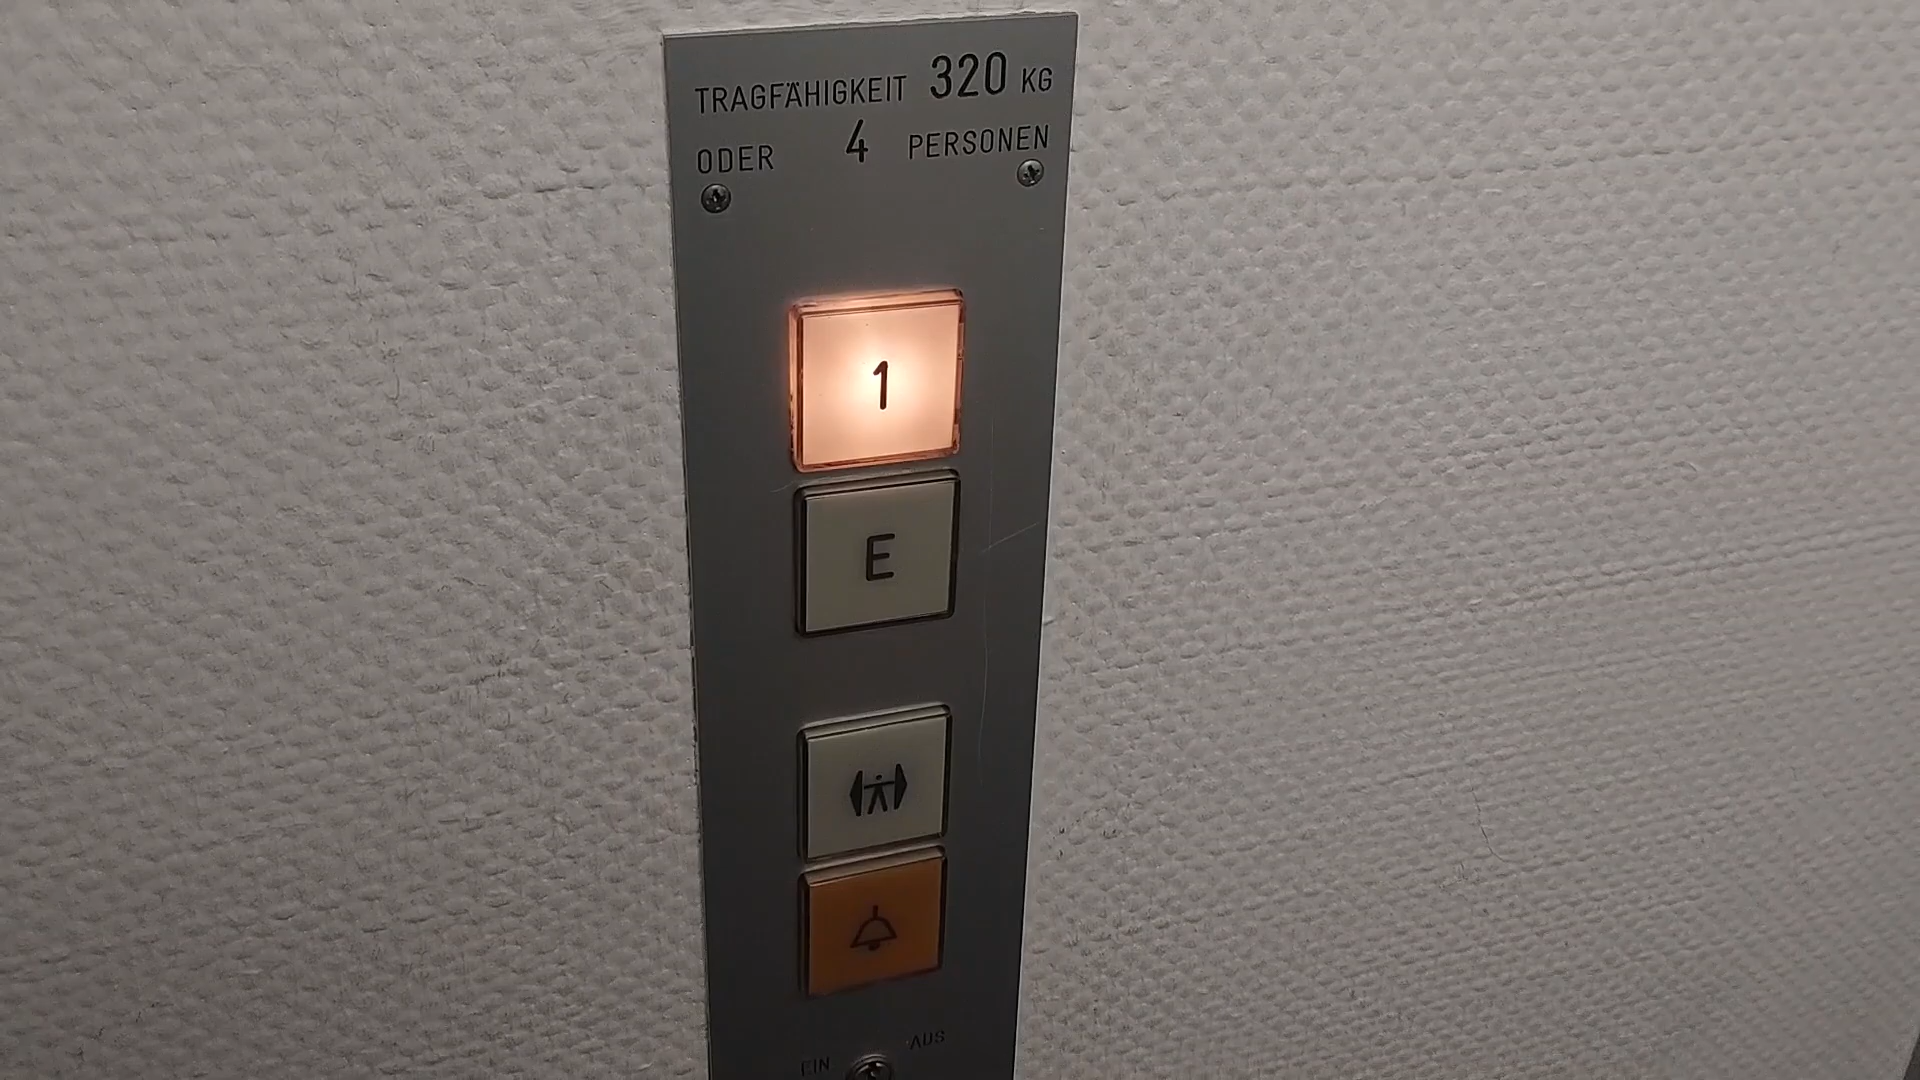 TRAGFÄHIGKEIT 320 KG
ODER 4 PERSONEN
1
E
EIN AUS